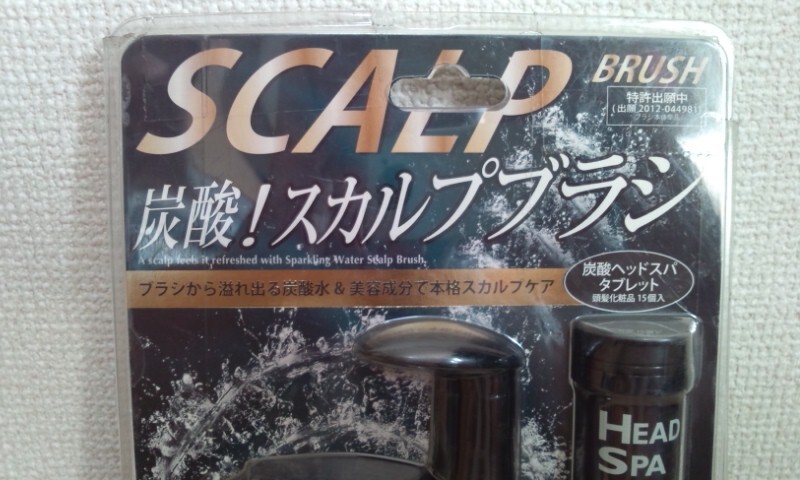 SCALP
BRUSH
特許出願中
(出願 2012-044981)
炭酸!スカルプブラシ
A scalp feels it refreshed with Sparkling Water Scalp Brush.
ブラシから溢れ出る炭酸水&美容成分で本格スカルプケア
炭酸ヘッドスパ
タブレット
頭髪化粧品 15個入
HEAD
SPA